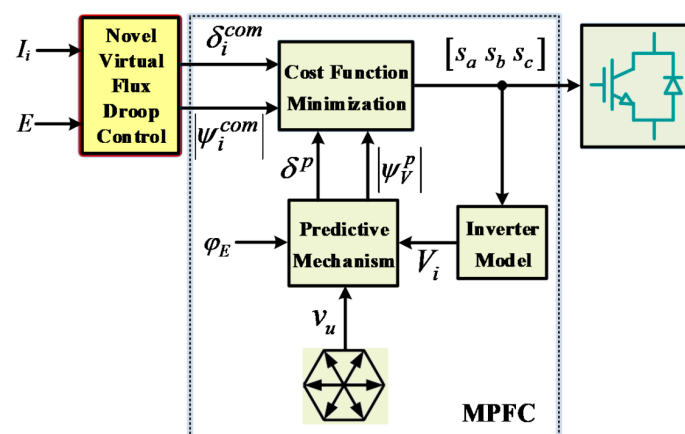 I_i
E
Novel
Virtual
Flux
Droop
Control
δ_i^{com}
|ψ_i^{com}|
Cost Function
Minimization
[s_a s_b s_c]
δ^p
|ψ_V^p|
φ_E
Predictive
Mechanism
V_i
Inverter
Model
v_u
MPFC